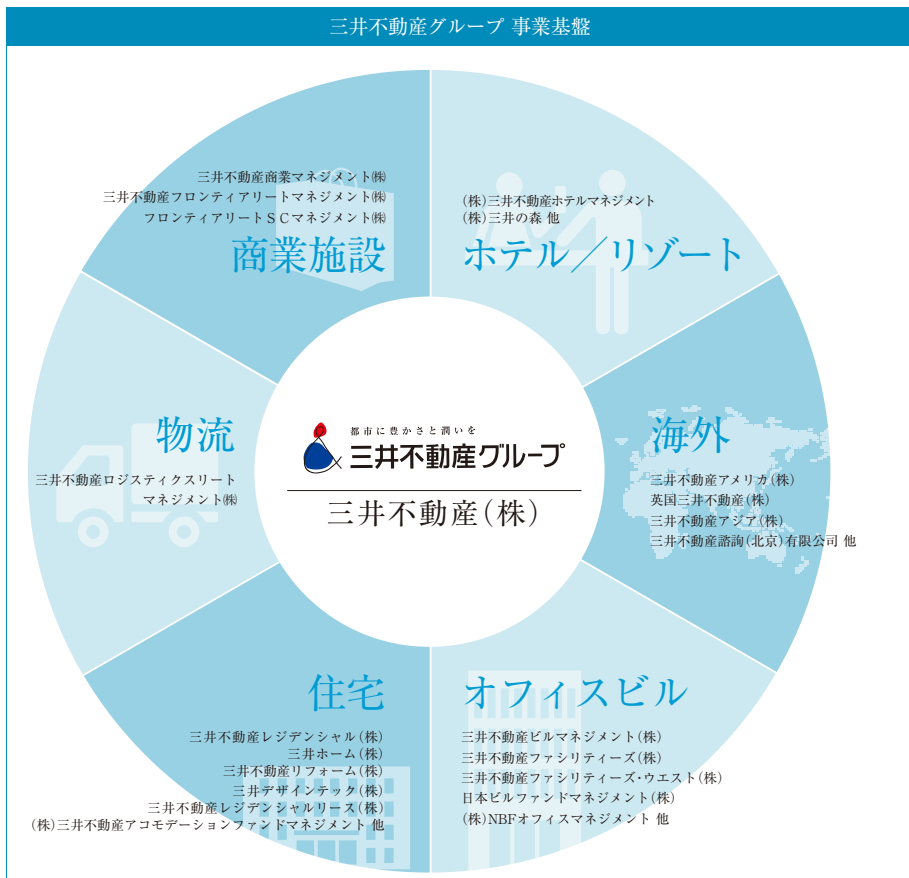 三井不動産グループ 事業基盤
三井不動産商業マネジメント㈱
三井不動産フロンティアリートマネジメント㈱
フロンティアリートＳＣマネジメント㈱
商業施設
(株)三井不動産ホテルマネジメント
(株)三井の森 他
ホテル／リゾート
物流
三井不動産ロジスティクスリート
マネジメント㈱
都市に豊かさと潤いを
三井不動産グループ
三井不動産(株)
海外
三井不動産アメリカ(株)
英国三井不動産(株)
三井不動産アジア(株)
三井不動産諮詢(北京)有限公司 他
住宅
三井不動産レジデンシャル(株)
三井ホーム(株)
三井不動産リフォーム(株)
三井デザインテック(株)
三井不動産レジデンシャルリース(株)
(株)三井不動産アコモデーションファンドマネジメント 他
オフィスビル
三井不動産ビルマネジメント(株)
三井不動産ファシリティーズ(株)
三井不動産ファシリティーズ・ウエスト(株)
日本ビルファンドマネジメント(株)
(株)NBFオフィスマネジメント 他